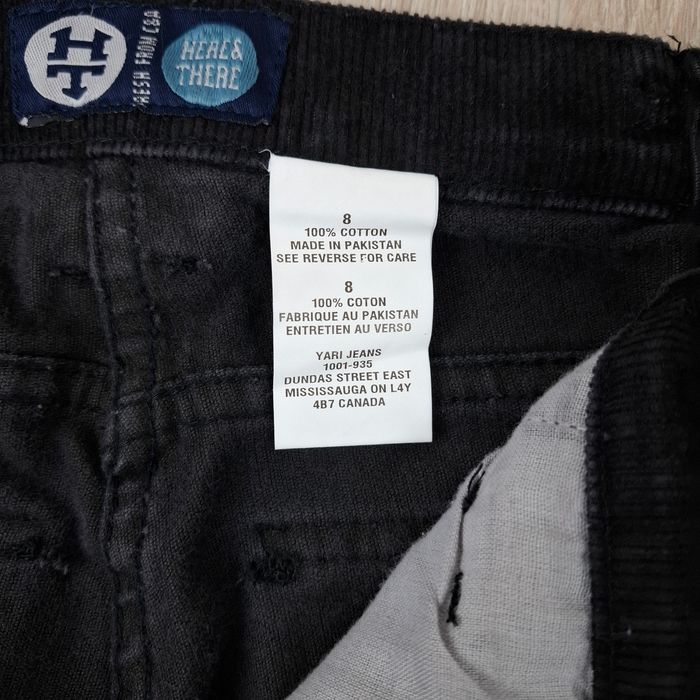 HT
FRESH FROM C&A
HERE&
THERE
8
100% COTTON
MADE IN PAKISTAN
SEE REVERSE FOR CARE
8
100% COTON
FABRIQUE AU PAKISTAN
ENTRETIEN AU VERSO
YARI JEANS
1001-935
DUNDAS STREET EAST
MISSISSAUGA ON L4Y
4B7 CANADA